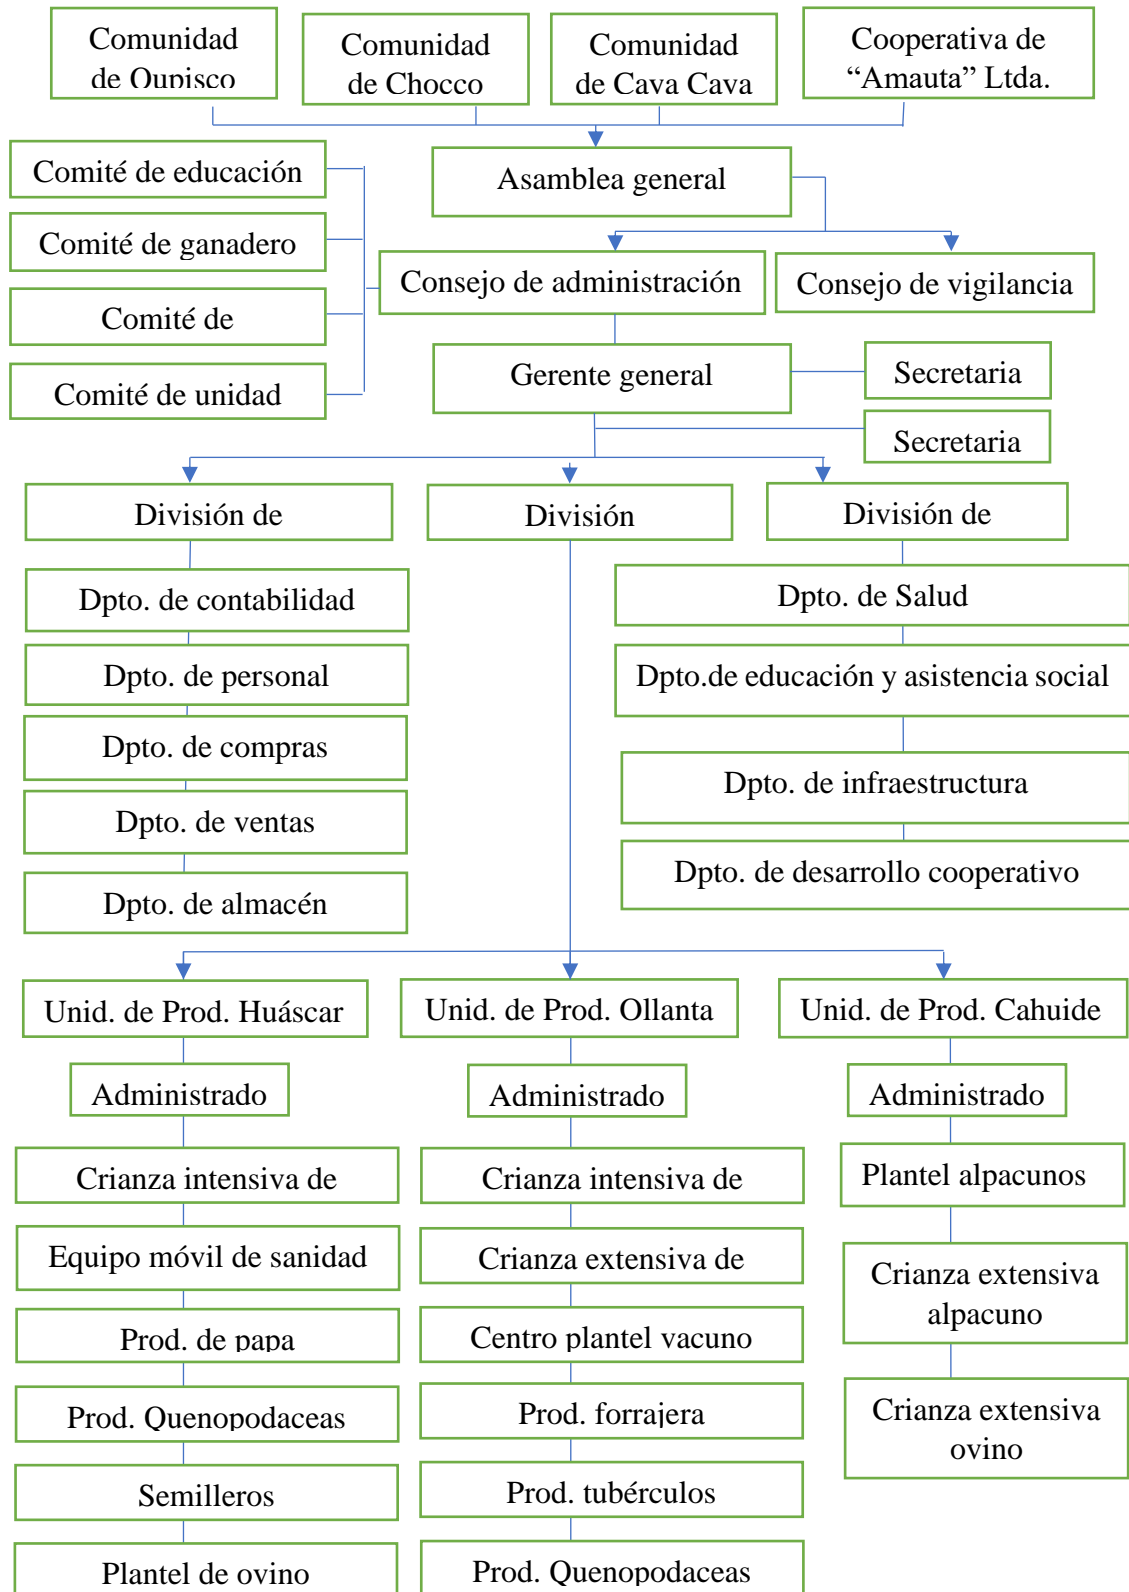 Comunidad
de Qupisco
Comunidad
de Chocco
Comunidad
de Cava Cava
Cooperativa de
“Amauta” Ltda.
Comité de educación
Asamblea general
Comité de ganadero
Consejo de administración
Consejo de vigilancia
Comité de
Gerente general
Secretaria
Comité de unidad
Secretaria
División de
División
División de
Dpto. de contabilidad
Dpto. de personal
Dpto. de compras
Dpto. de ventas
Dpto. de almacén
Dpto. de Salud
Dpto.de educación y asistencia social
Dpto. de infraestructura
Dpto. de desarrollo cooperativo
Unid. de Prod. Huáscar
Administrado
Crianza intensiva de
Equipo móvil de sanidad
Prod. de papa
Prod. Quenopodaceas
Semilleros
Plantel de ovino
Unid. de Prod. Ollanta
Administrado
Crianza intensiva de
Crianza extensiva de
Centro plantel vacuno
Prod. forrajera
Prod. tubérculos
Prod. Quenopodaceas
Unid. de Prod. Cahuide
Administrado
Plantel alpacunos
Crianza extensiva
alpacuno
Crianza extensiva
ovino